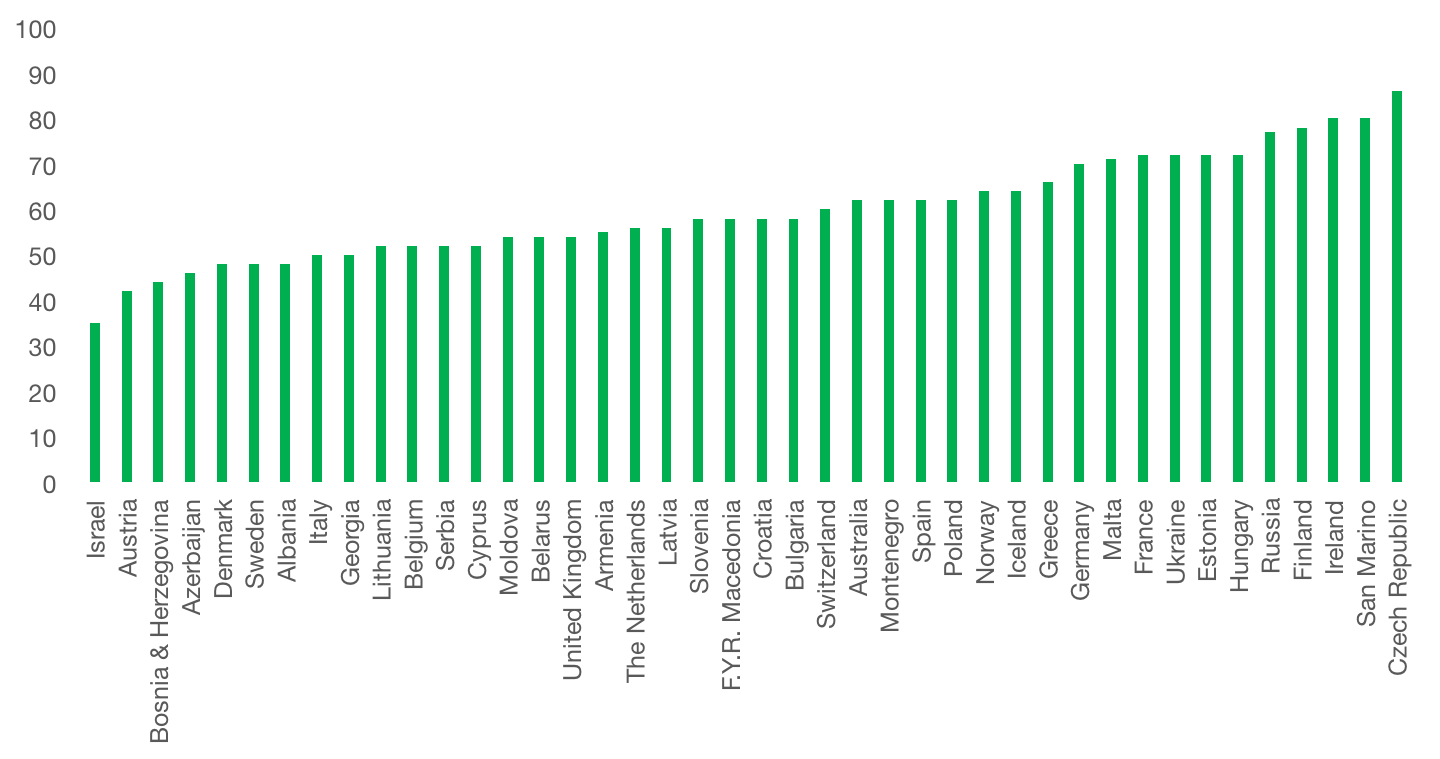 100
90
80
70
60
50
40
30
20
10
0
Israel
Austria
Bosnia & Herzegovina
Azerbaijan
Denmark
Sweden
Albania
Italy
Georgia
Lithuania
Belgium
Serbia
Cyprus
Moldova
Belarus
United Kingdom
Armenia
The Netherlands
Latvia
Slovenia
F.Y.R. Macedonia
Croatia
Bulgaria
Switzerland
Australia
Montenegro
Spain
Poland
Norway
Iceland
Greece
Germany
Malta
France
Ukraine
Estonia
Hungary
Russia
Finland
Ireland
San Marino
Czech Republic